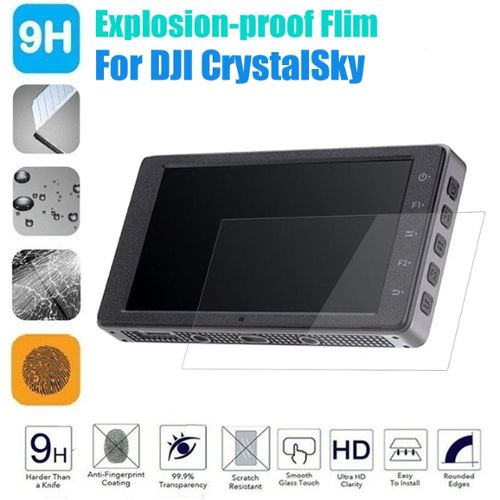 9H
Explosion-proof Flim
For DJI CrystalSky
F1
F2
9H
Harder Than
a Knife
Anti-Fingerprint
Coating
99.9%
Transparency
Scratch
Resistant
Smooth
Glass Touch
HD
Ultra HD
Clarity
Easy
To Install
Rounded
Edges